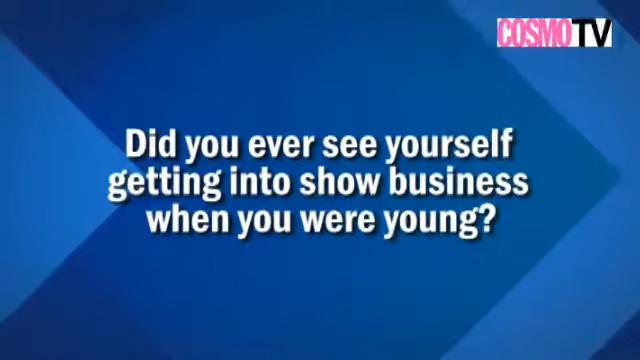 COSMOTV
Did you ever see yourself
getting into show business
when you were young?